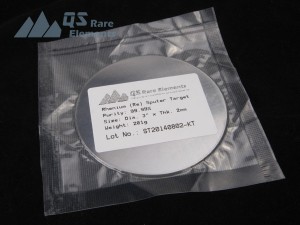 QS Rare
Elements
QS Rare
Elements
Rhenium (Re) Sputter Target
Purity: 99.99%
Size: Dia. 3" x Thk. 2mm
Weight: 201g
Lot No.: ST20140802-KT